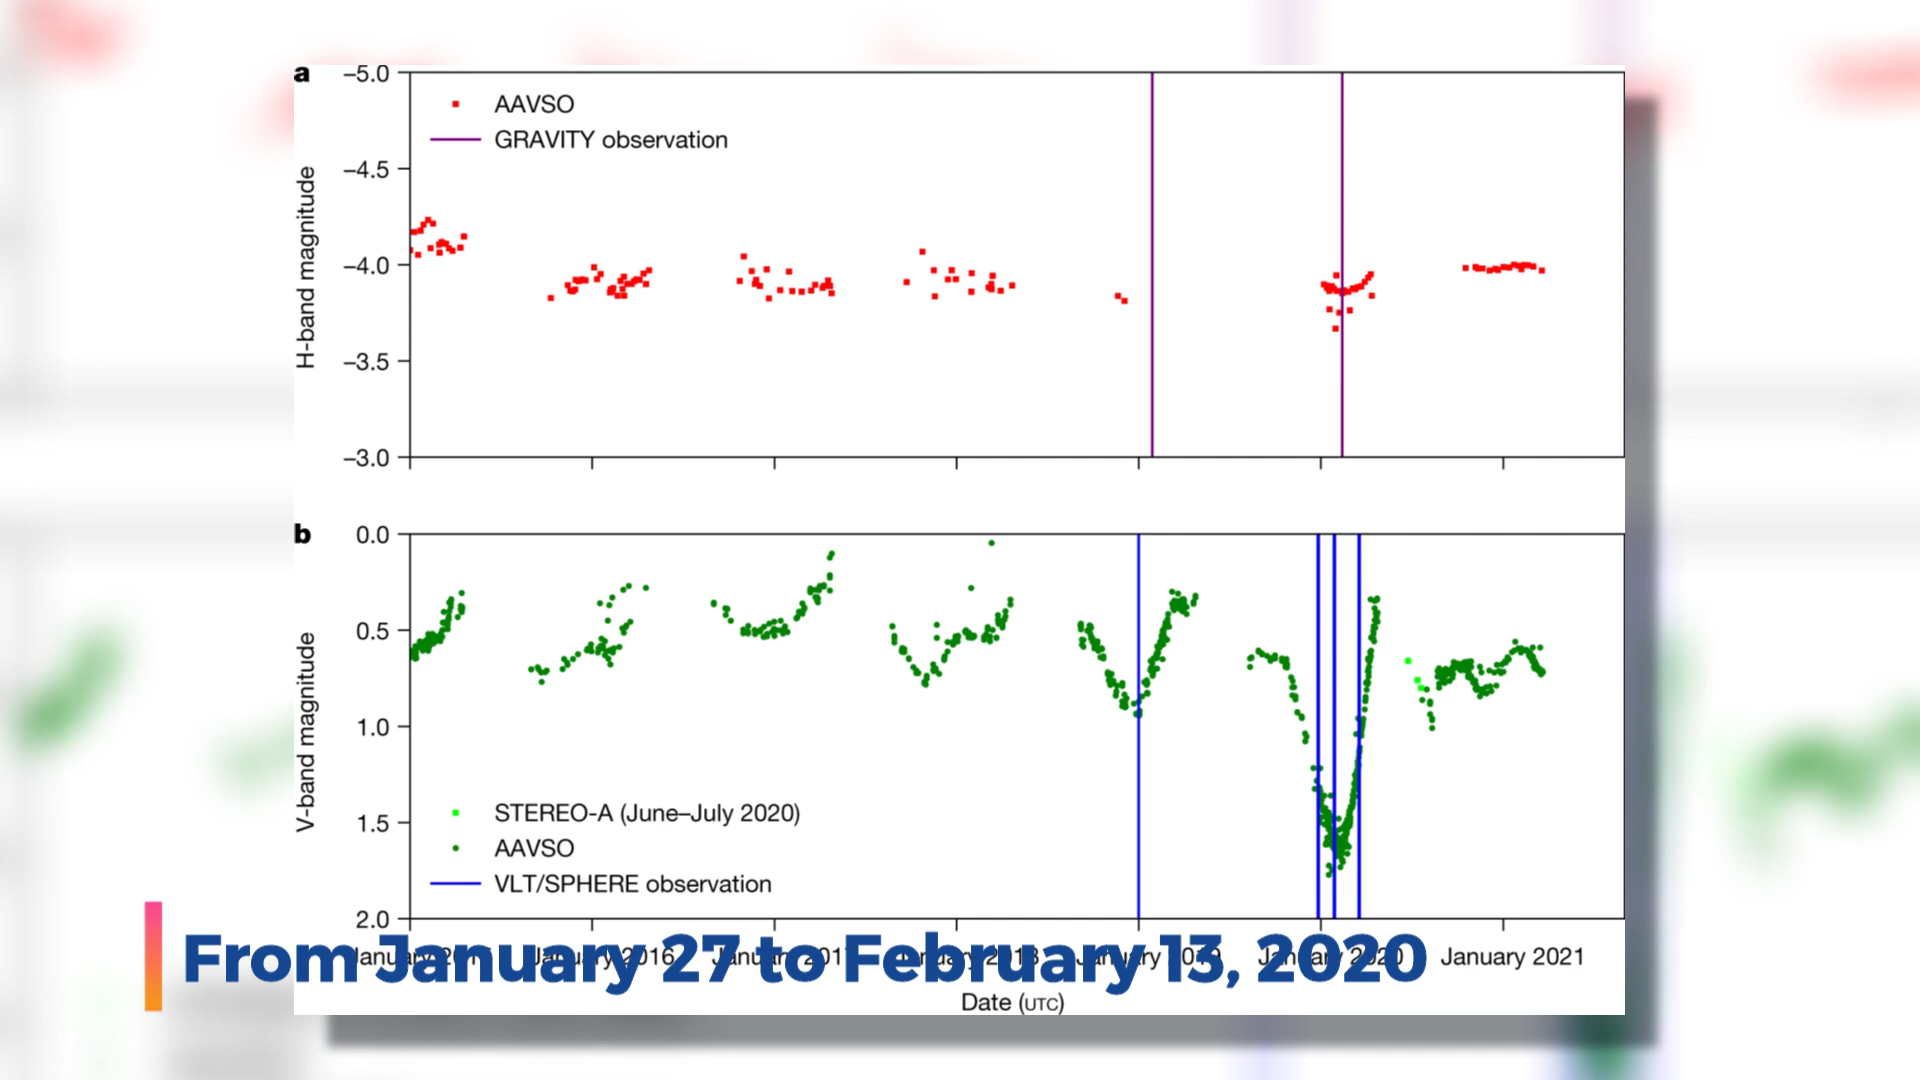 a
−5.0
AAVSO
GRAVITY observation
−4.5
−4.0
−3.5
−3.0
H-band magnitude
b
0.0
0.5
1.0
1.5
STEREO-A (June–July 2020)
AAVSO
VLT/SPHERE observation
2.0
V-band magnitude
From January 27 to February 13, 2020
January 2021
Date (UTC)